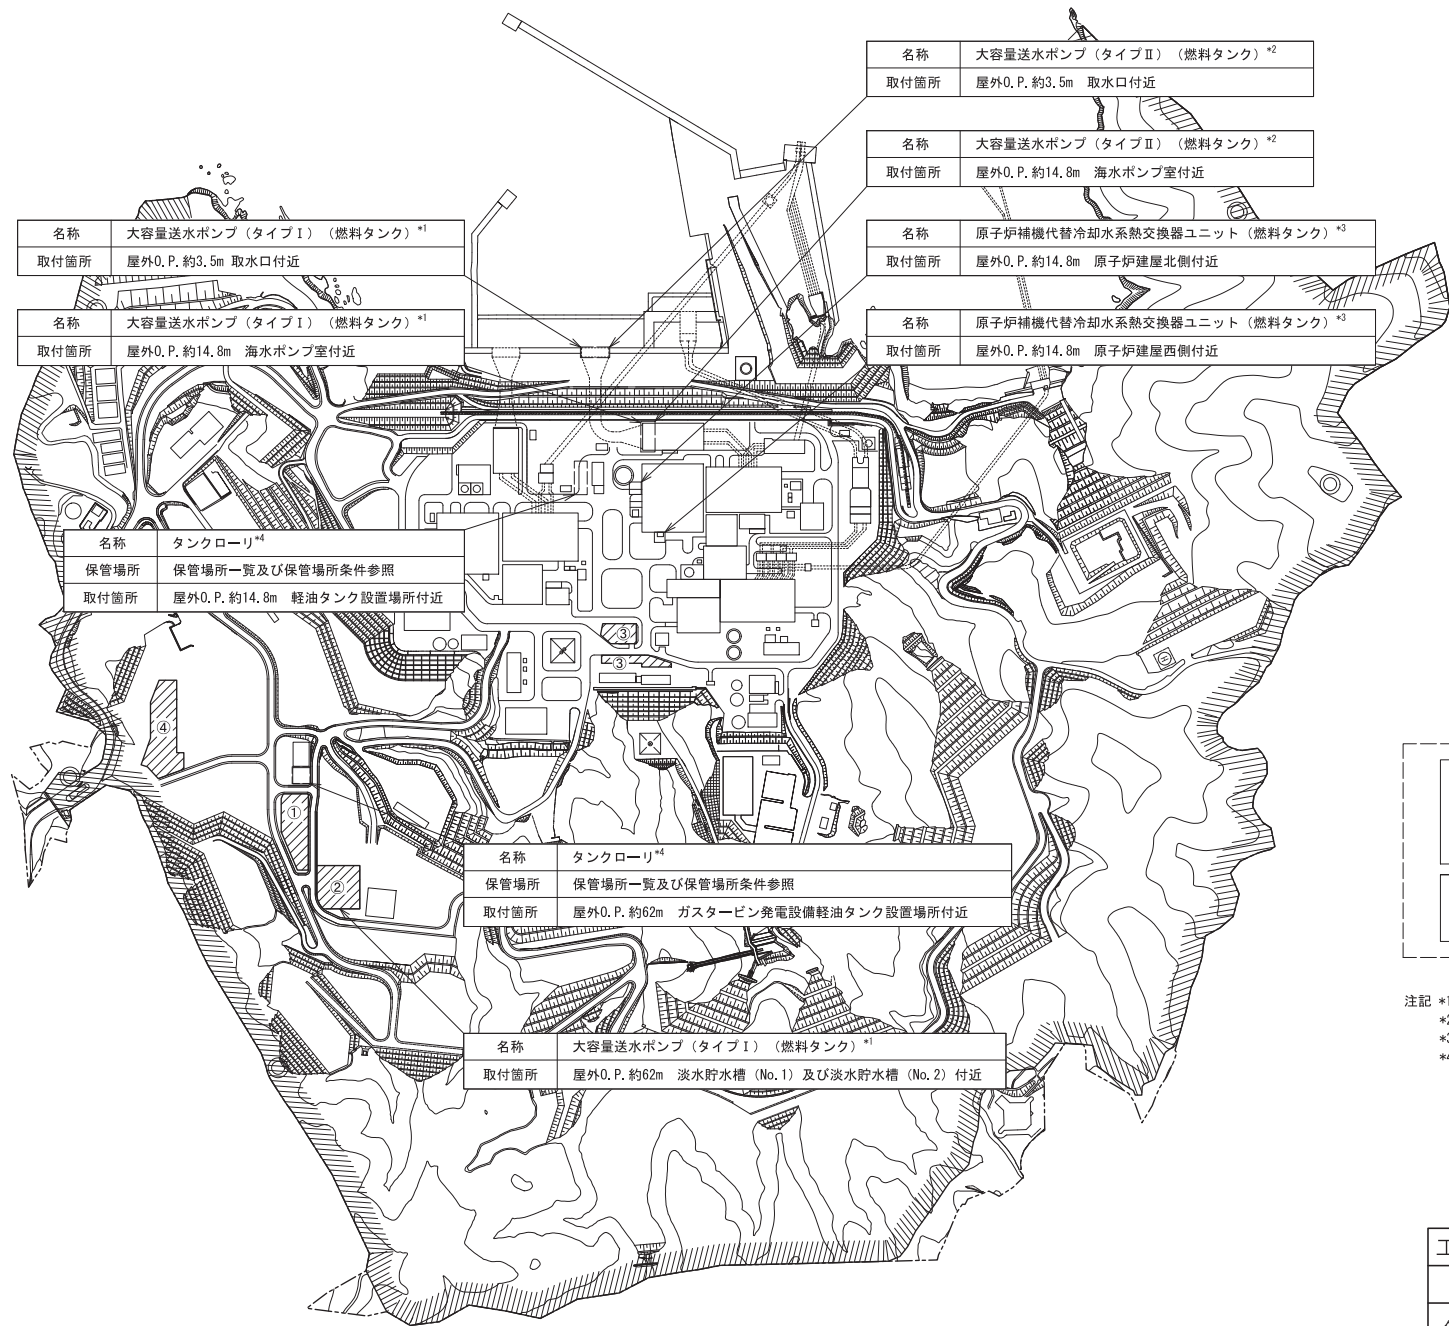 名称 大容量送水ポンプ（タイプⅡ）（燃料タンク）*2
取付箇所 屋外O.P.約3.5m 取水口付近
名称 大容量送水ポンプ（タイプⅡ）（燃料タンク）*2
取付箇所 屋外O.P.約14.8m 海水ポンプ室付近
名称 大容量送水ポンプ（タイプⅠ）（燃料タンク）*1
取付箇所 屋外O.P.約3.5m 取水口付近
名称 原子炉補機代替冷却水系熱交換器ユニット（燃料タンク）*3
取付箇所 屋外O.P.約14.8m 原子炉建屋北側付近
名称 大容量送水ポンプ（タイプⅠ）（燃料タンク）*1
取付箇所 屋外O.P.約14.8m 海水ポンプ室付近
名称 原子炉補機代替冷却水系熱交換器ユニット（燃料タンク）*3
取付箇所 屋外O.P.約14.8m 原子炉建屋西側付近
名称 タンクローリ*4
保管場所 保管場所一覧及び保管場所条件参照
取付箇所 屋外O.P.約14.8m 軽油タンク設置場所付近
③
③
④
①
②
名称 タンクローリ*4
保管場所 保管場所一覧及び保管場所条件参照
取付箇所 屋外O.P.約62m ガスタービン発電設備軽油タンク設置場所付近
注記 *1
*2
*3
*4
名称 大容量送水ポンプ（タイプⅠ）（燃料タンク）*1
取付箇所 屋外O.P.約62m 淡水貯水槽（No.1）及び淡水貯水槽（No.2）付近
工